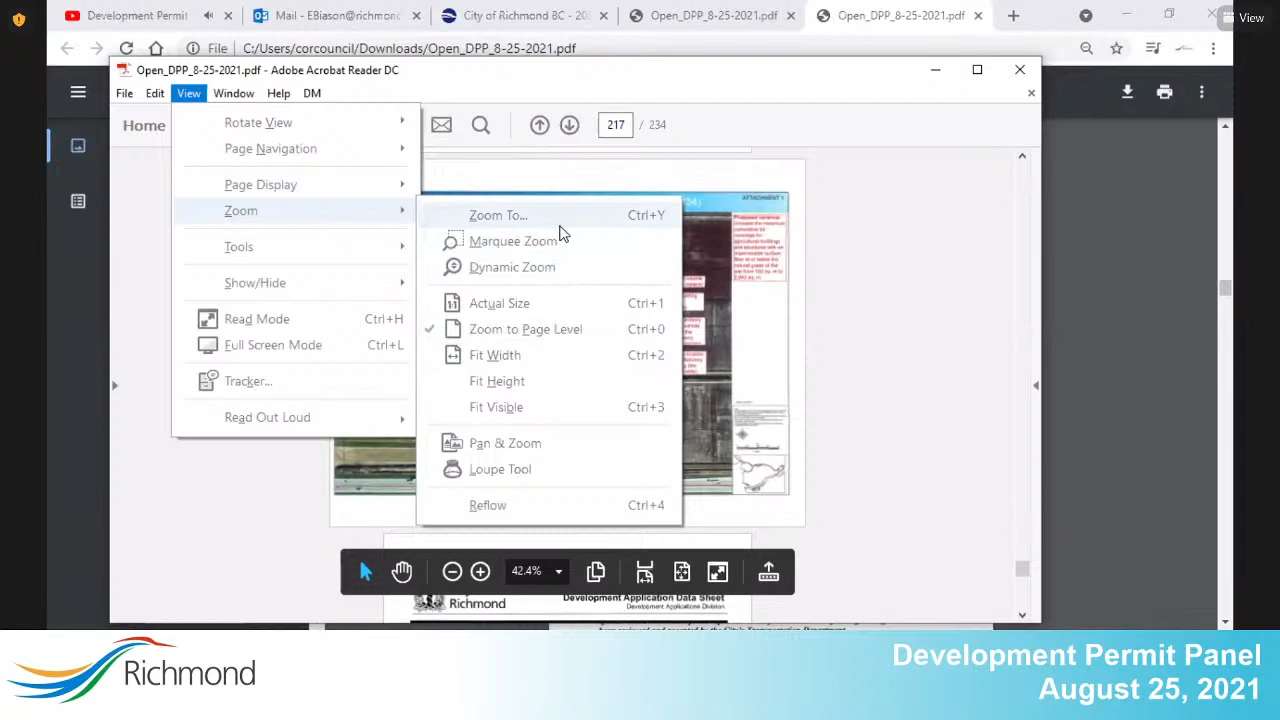 Development Permit
Mail - EBiason@richmond
City of Richmond BC - 20
Open_DPP_8-25-2021.pdf
Open_DPP_8-25-2021.pdf
View
File
C:/Users/corcouncil/Downloads/Open_DPP_8-25-2021.pdf
Open_DPP_8-25-2021.pdf - Adobe Acrobat Reader DC
File Edit View Window Help DM
Home
217 / 234
Rotate View
Page Navigation
Page Display
Zoom
Tools
Show/Hide
Read Mode Ctrl+H
Full Screen Mode Ctrl+L
Tracker...
Read Out Loud
Zoom To... Ctrl+Y
Marquee Zoom
Dynamic Zoom
Actual Size Ctrl+1
Zoom to Page Level Ctrl+0
Fit Width Ctrl+2
Fit Height
Fit Visible Ctrl+3
Pan & Zoom
Loupe Tool
Reflow Ctrl+4
ATTACHMENT 1
42.4%
Richmond
Development Application Data Sheet
Development Applications Division
Richmond
Development Permit Panel
August 25, 2021